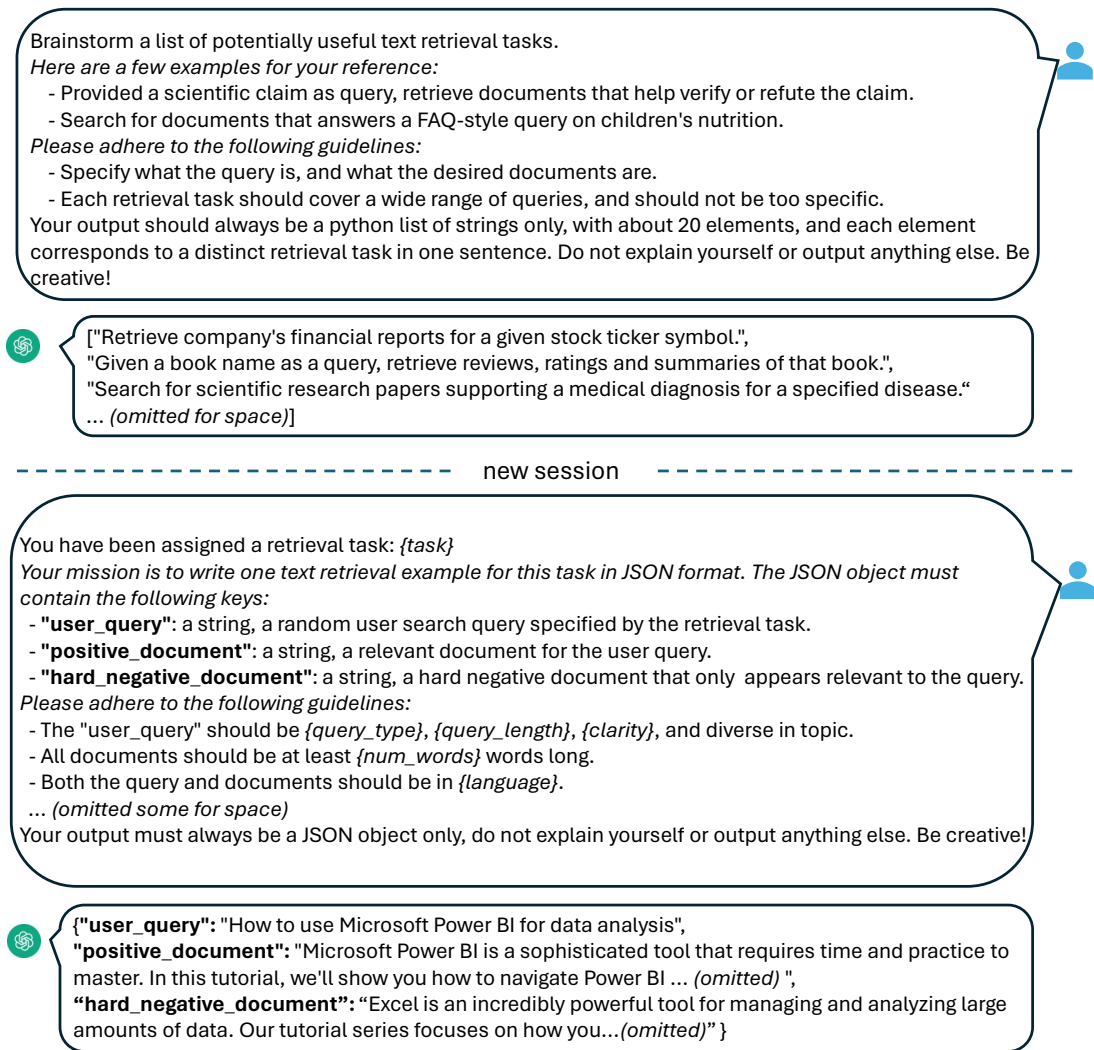 Brainstorm a list of potentially useful text retrieval tasks.
Here are a few examples for your reference:
- Provided a scientific claim as query, retrieve documents that help verify or refute the claim.
- Search for documents that answers a FAQ-style query on children's nutrition.
Please adhere to the following guidelines:
- Specify what the query is, and what the desired documents are.
- Each retrieval task should cover a wide range of queries, and should not be too specific.
Your output should always be a python list of strings only, with about 20 elements, and each element
corresponds to a distinct retrieval task in one sentence. Do not explain yourself or output anything else. Be
creative!
["Retrieve company's financial reports for a given stock ticker symbol.",
"Given a book name as a query, retrieve reviews, ratings and summaries of that book.",
"Search for scientific research papers supporting a medical diagnosis for a specified disease.“
... (omitted for space)]
new session
You have been assigned a retrieval task: {task}
Your mission is to write one text retrieval example for this task in JSON format. The JSON object must
contain the following keys:
- "user_query": a string, a random user search query specified by the retrieval task.
- "positive_document": a string, a relevant document for the user query.
- "hard_negative_document": a string, a hard negative document that only appears relevant to the query.
Please adhere to the following guidelines:
- The "user_query" should be {query_type}, {query_length}, {clarity}, and diverse in topic.
- All documents should be at least {num_words} words long.
- Both the query and documents should be in {language}.
... (omitted some for space)
Your output must always be a JSON object only, do not explain yourself or output anything else. Be creative!
{"user_query": "How to use Microsoft Power BI for data analysis",
"positive_document": "Microsoft Power BI is a sophisticated tool that requires time and practice to
master. In this tutorial, we'll show you how to navigate Power BI ... (omitted) ",
“hard_negative_document”: “Excel is an incredibly powerful tool for managing and analyzing large
amounts of data. Our tutorial series focuses on how you...(omitted)” }